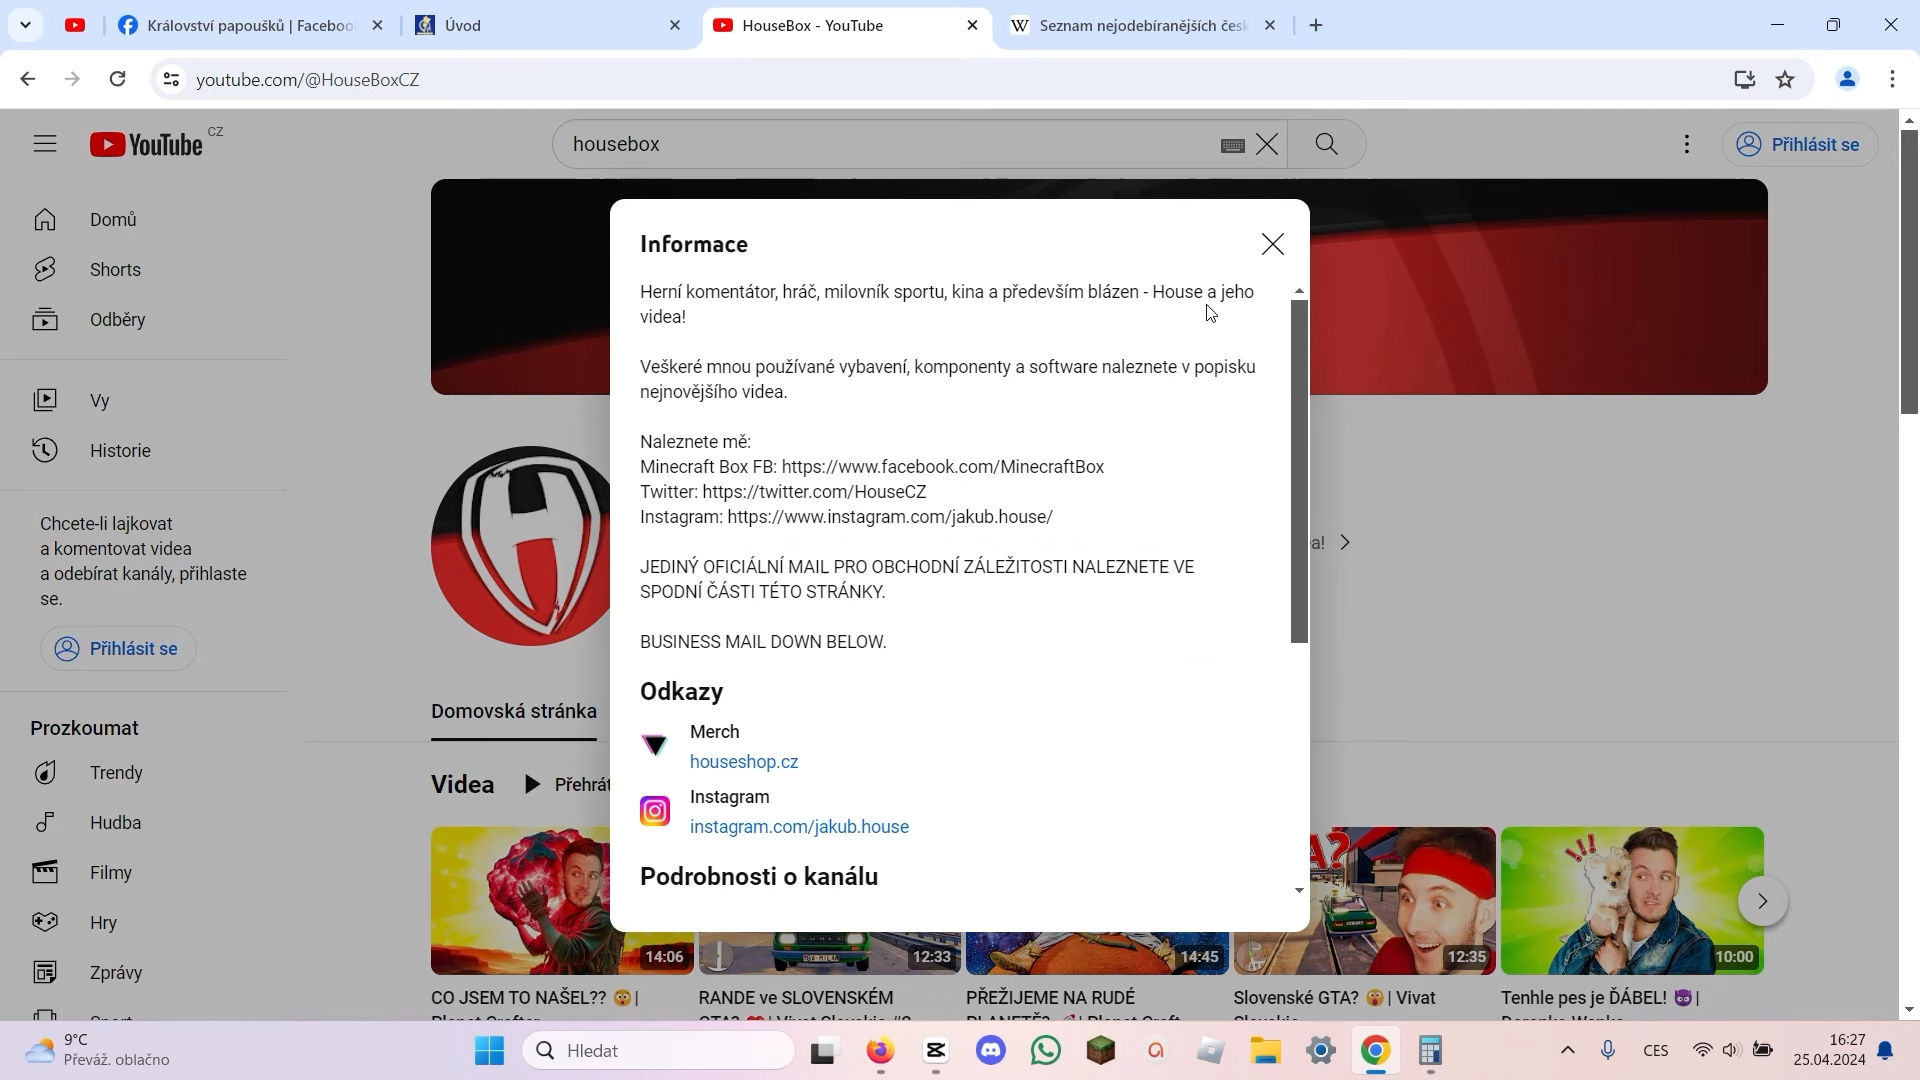 Království papoušků | Faceboo
Úvod
HouseBox - YouTube
Seznam nejodebíranějších česk
youtube.com/@HouseBoxCZ
YouTube CZ
housebox
Přihlásit se
Domů
Shorts
Odběry
Vy
Historie
Chcete-li lajkovat
a komentovat videa
a odebírat kanály, přihlaste
se.
Přihlásit se
Prozkoumat
Trendy
Hudba
Filmy
Hry
Zprávy
Informace
Herní komentátor, hráč, milovník sportu, kina a především blázen - House a jeho
videa!
Veškeré mnou používané vybavení, komponenty a software naleznete v popisku
nejnovějšího videa.
Naleznete mě:
Minecraft Box FB: https://www.facebook.com/MinecraftBox
Twitter: https://twitter.com/HouseCZ
Instagram: https://www.instagram.com/jakub.house/
JEDINÝ OFICIÁLNÍ MAIL PRO OBCHODNÍ ZÁLEŽITOSTI NALEZNETE VE
SPODNÍ ČÁSTI TÉTO STRÁNKY.
BUSINESS MAIL DOWN BELOW.
Odkazy
Merch
houseshop.cz
Instagram
instagram.com/jakub.house
Podrobnosti o kanálu
a!
Domovská stránka
Videa
Přehrát
14:06
12:33
14:45
12:35
10:00
CO JSEM TO NAŠEL?? 😳 |
RANDE ve SLOVENSKÉM
PŘEŽIJEME NA RUDÉ
Slovenské GTA? 😱 | Vivat
Tenhle pes je ĎÁBEL! 😈 |
9°C
Převáž. oblačno
Hledat
CES
16:27
25.04.2024